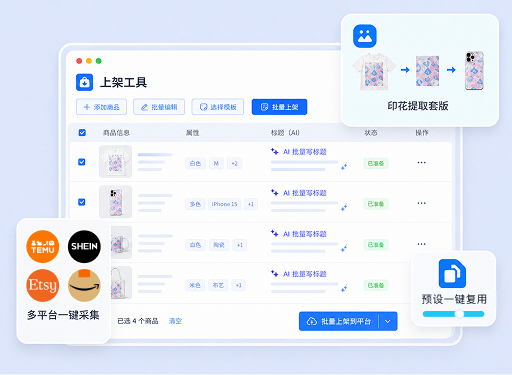 上架工具
印花提取套版
添加商品
批量编辑
选择模板
批量上架
商品信息 属性 标题（AI） 状态 操作
白色 M +2 AI 批量写标题 已准备
多色 iPhone 15 +1 AI 批量写标题 已准备
白色 陶瓷 +1 AI 批量写标题 已准备
米色 布艺 +1 AI 批量写标题 已准备
TEMU
SHEIN
Etsy
多平台一键采集
预设一键复用
已选 4 个商品 清空
批量上架到平台